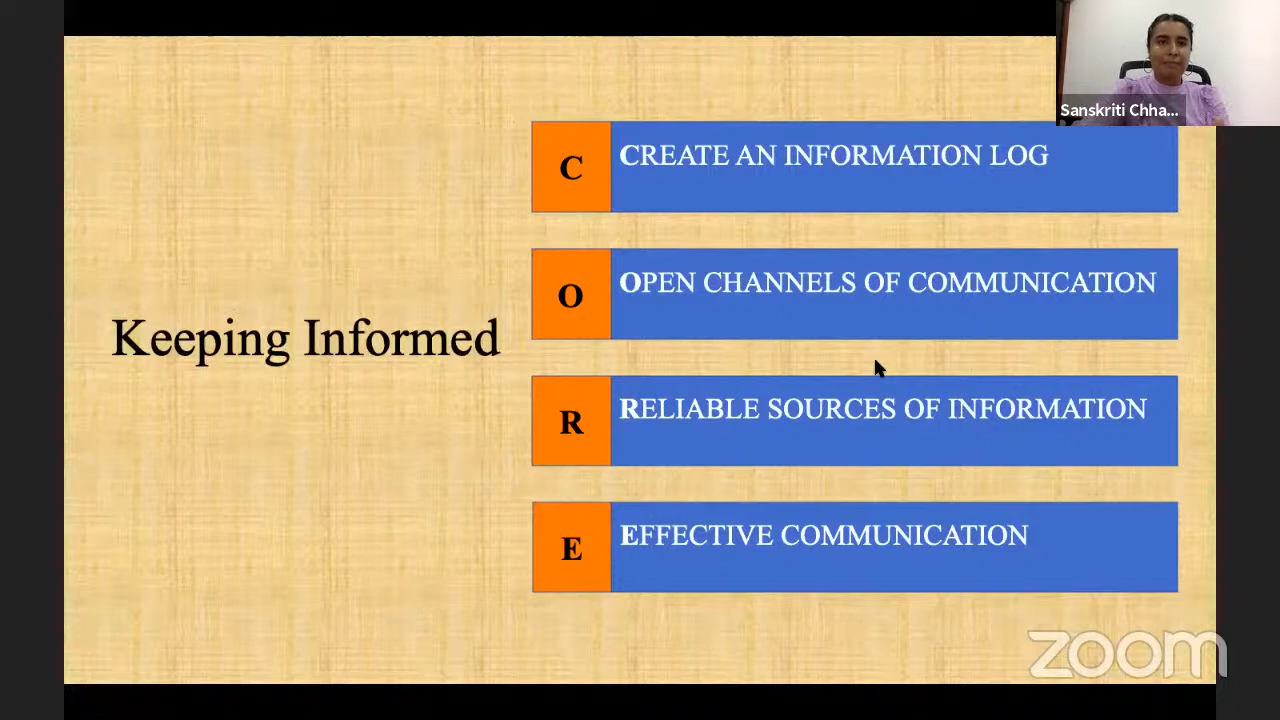 Sanskriti Chha...
C
CREATE AN INFORMATION LOG
O
OPEN CHANNELS OF COMMUNICATION
Keeping Informed
R
RELIABLE SOURCES OF INFORMATION
E
EFFECTIVE COMMUNICATION
zoom